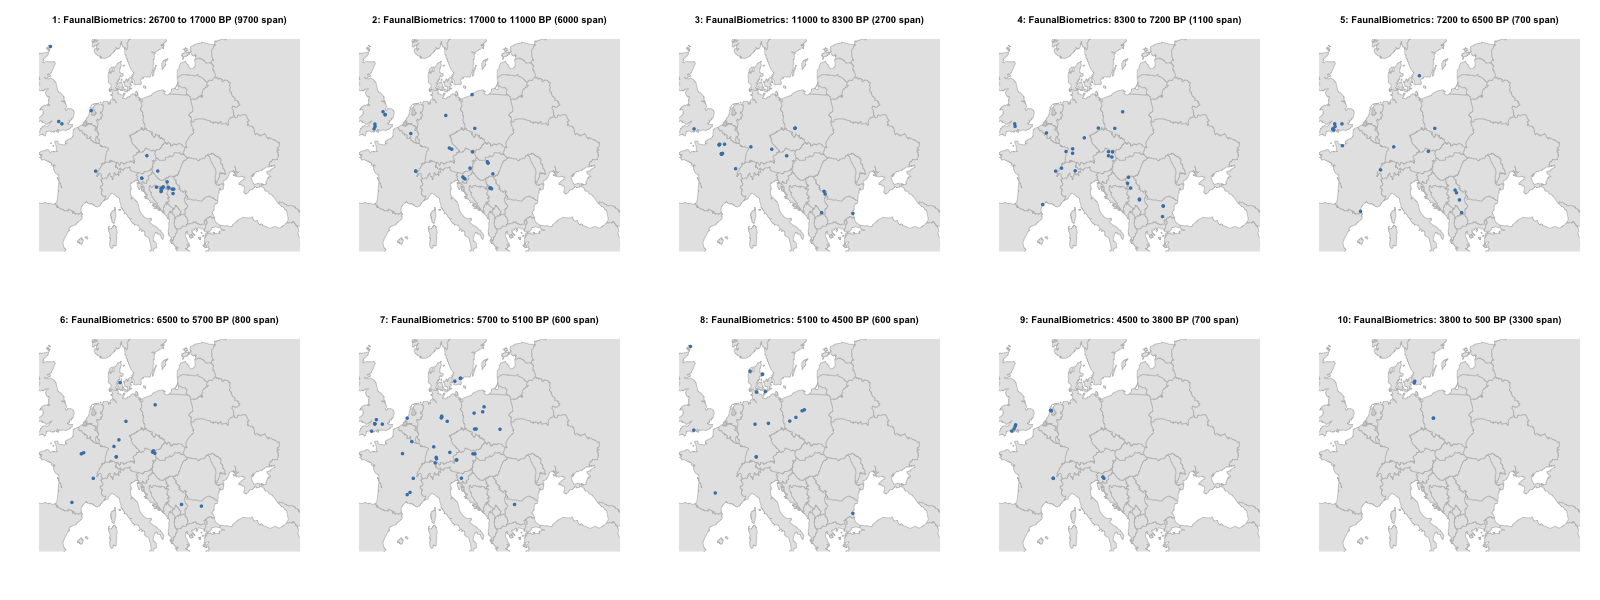 1: FaunalBiometrics: 26700 to 17000 BP (9700 span)
2: FaunalBiometrics: 17000 to 11000 BP (6000 span)
3: FaunalBiometrics: 11000 to 8300 BP (2700 span)
4: FaunalBiometrics: 8300 to 7200 BP (1100 span)
5: FaunalBiometrics: 7200 to 6500 BP (700 span)
6: FaunalBiometrics: 6500 to 5700 BP (800 span)
7: FaunalBiometrics: 5700 to 5100 BP (600 span)
8: FaunalBiometrics: 5100 to 4500 BP (600 span)
9: FaunalBiometrics: 4500 to 3800 BP (700 span)
10: FaunalBiometrics: 3800 to 500 BP (3300 span)